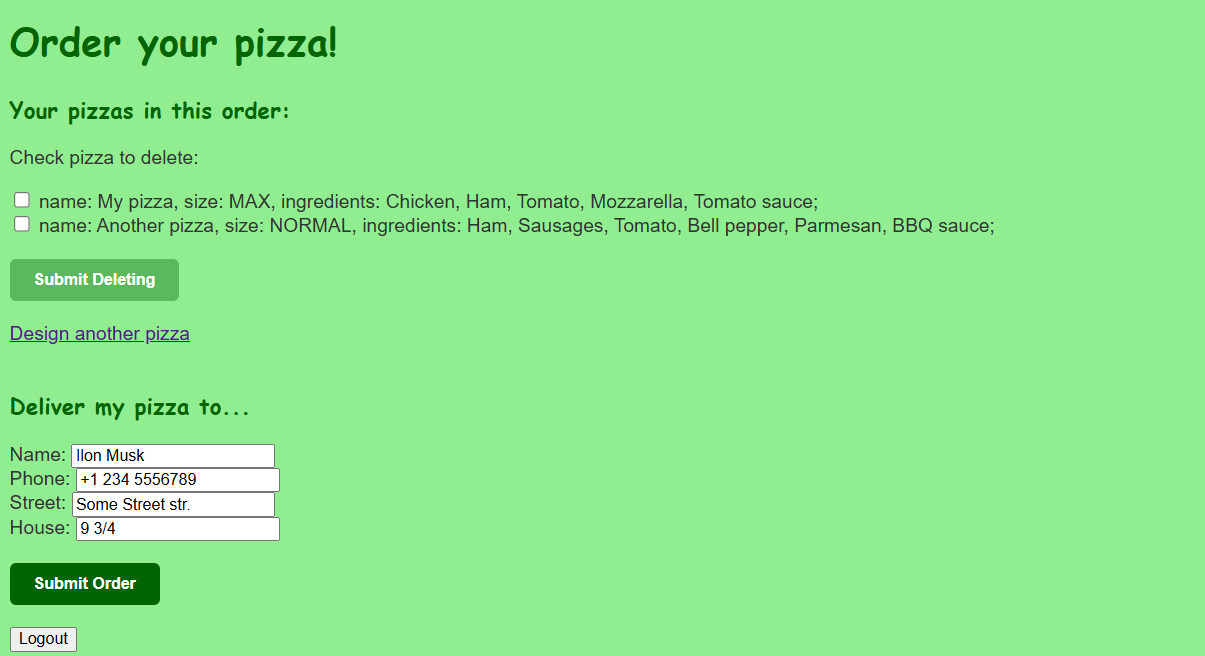 Order your pizza!
Your pizzas in this order:
Check pizza to delete:
name: My pizza, size: MAX, ingredients: Chicken, Ham, Tomato, Mozzarella, Tomato sauce;
name: Another pizza, size: NORMAL, ingredients: Ham, Sausages, Tomato, Bell pepper, Parmesan, BBQ sauce;
Submit Deleting
Design another pizza
Deliver my pizza to...
Name: Ilon Musk
Phone: +1 234 5556789
Street: Some Street str.
House: 9 3/4
Submit Order
Logout